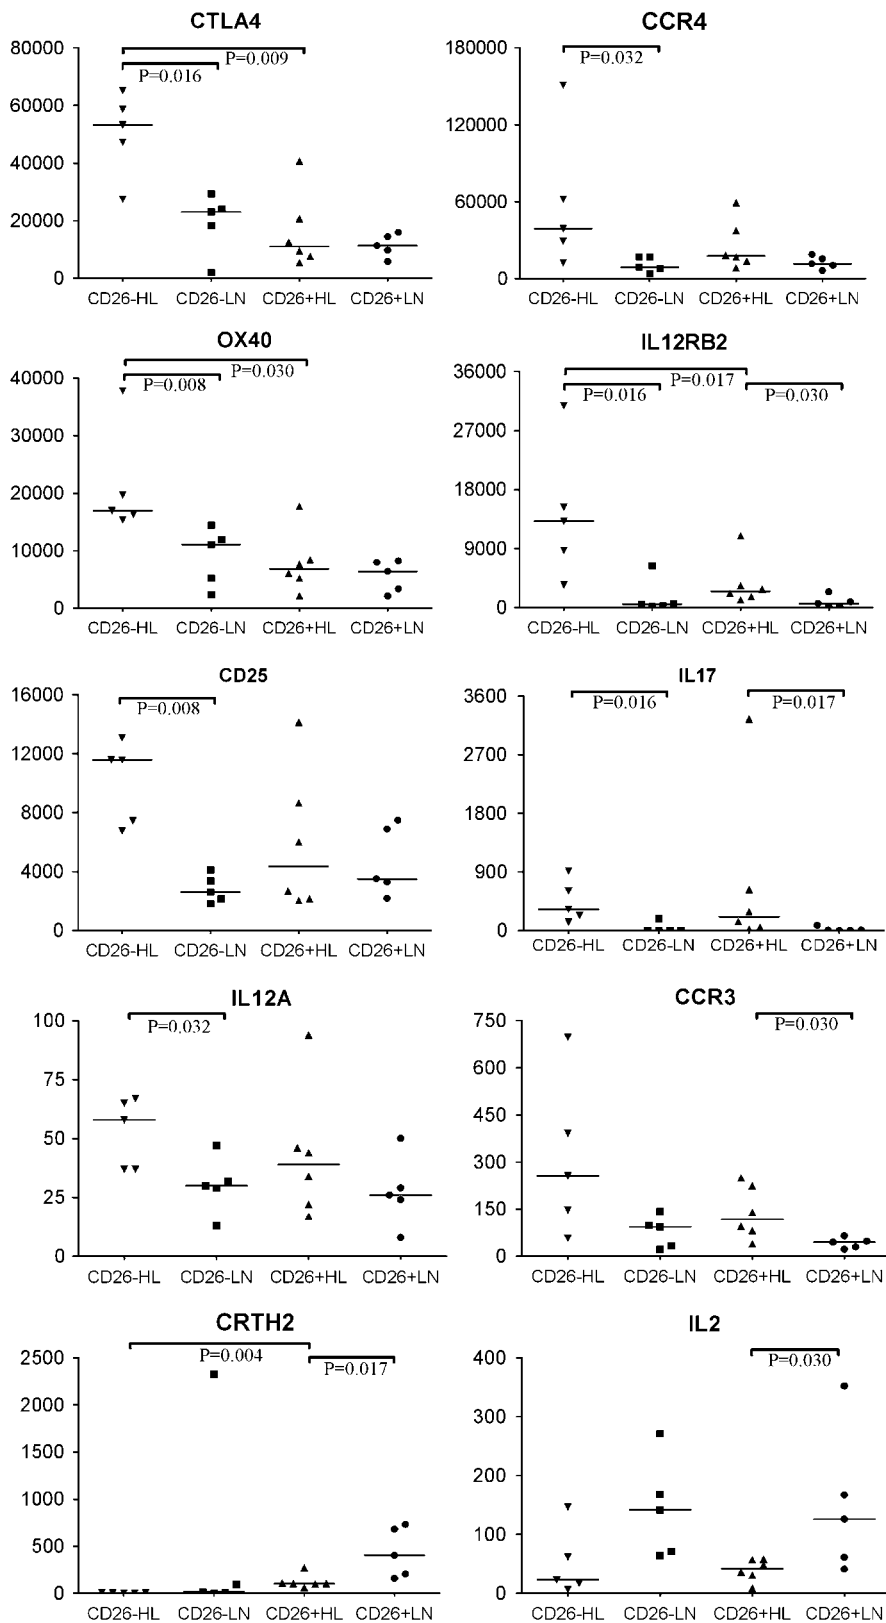 CTLA4
80000
60000
40000
20000
0
P=0.009
P=0.016
CD26-HL CD26-LN CD26+HL CD26+LN
CCR4
180000
120000
60000
0
P=0.032
CD26-HL CD26-LN CD26+HL CD26+LN
OX40
40000
30000
20000
10000
0
P=0.030
P=0.008
CD26-HL CD26-LN CD26+HL CD26+LN
IL12RB2
36000
27000
18000
9000
0
P=0.017
P=0.016
P=0.030
CD26-HL CD26-LN CD26+HL CD26+LN
CD25
16000
12000
8000
4000
0
P=0.008
CD26-HL CD26-LN CD26+HL CD26+LN
IL17
3600
2700
1800
900
0
P=0.016
P=0.017
CD26-HL CD26-LN CD26+HL CD26+LN
IL12A
100
75
50
25
0
P=0.032
CD26-HL CD26-LN CD26+HL CD26+LN
CCR3
750
600
450
300
150
0
P=0.030
CD26-HL CD26-LN CD26+HL CD26+LN
CRTH2
2500
2000
1500
1000
500
0
P=0.004
P=0.017
CD26-HL CD26-LN CD26+HL CD26+LN
IL2
400
300
200
100
0
P=0.030
CD26-HL CD26-LN CD26+HL CD26+LN